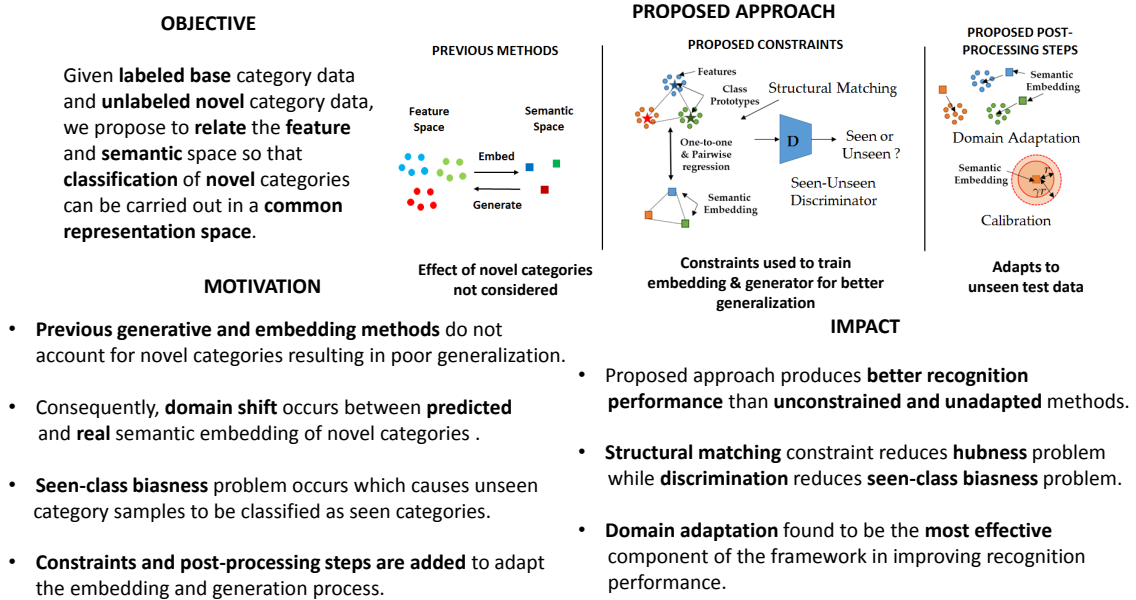 OBJECTIVE
Given labeled base category data
and unlabeled novel category data,
we propose to relate the feature
and semantic space so that
classification of novel categories
can be carried out in a common
representation space.
PROPOSED APPROACH
PREVIOUS METHODS
Feature
Space
Semantic
Space
Embed
Generate
Effect of novel categories
not considered
PROPOSED CONSTRAINTS
Features
Class
Prototypes
Structural Matching
One-to-one
& Pairwise
regression
D
Seen or
Unseen ?
Semantic
Embedding
Seen-Unseen
Discriminator
Constraints used to train
embedding & generator for better
generalization
PROPOSED POST-
PROCESSING STEPS
Semantic
Embedding
Domain Adaptation
Semantic
Embedding
r
γr
Calibration
Adapts to
unseen test data
MOTIVATION
• Previous generative and embedding methods do not
account for novel categories resulting in poor generalization.
• Consequently, domain shift occurs between predicted
and real semantic embedding of novel categories .
• Seen-class biasness problem occurs which causes unseen
category samples to be classified as seen categories.
• Constraints and post-processing steps are added to adapt
the embedding and generation process.
IMPACT
• Proposed approach produces better recognition
performance than unconstrained and unadapted methods.
• Structural matching constraint reduces hubness problem
while discrimination reduces seen-class biasness problem.
• Domain adaptation found to be the most effective
component of the framework in improving recognition
performance.